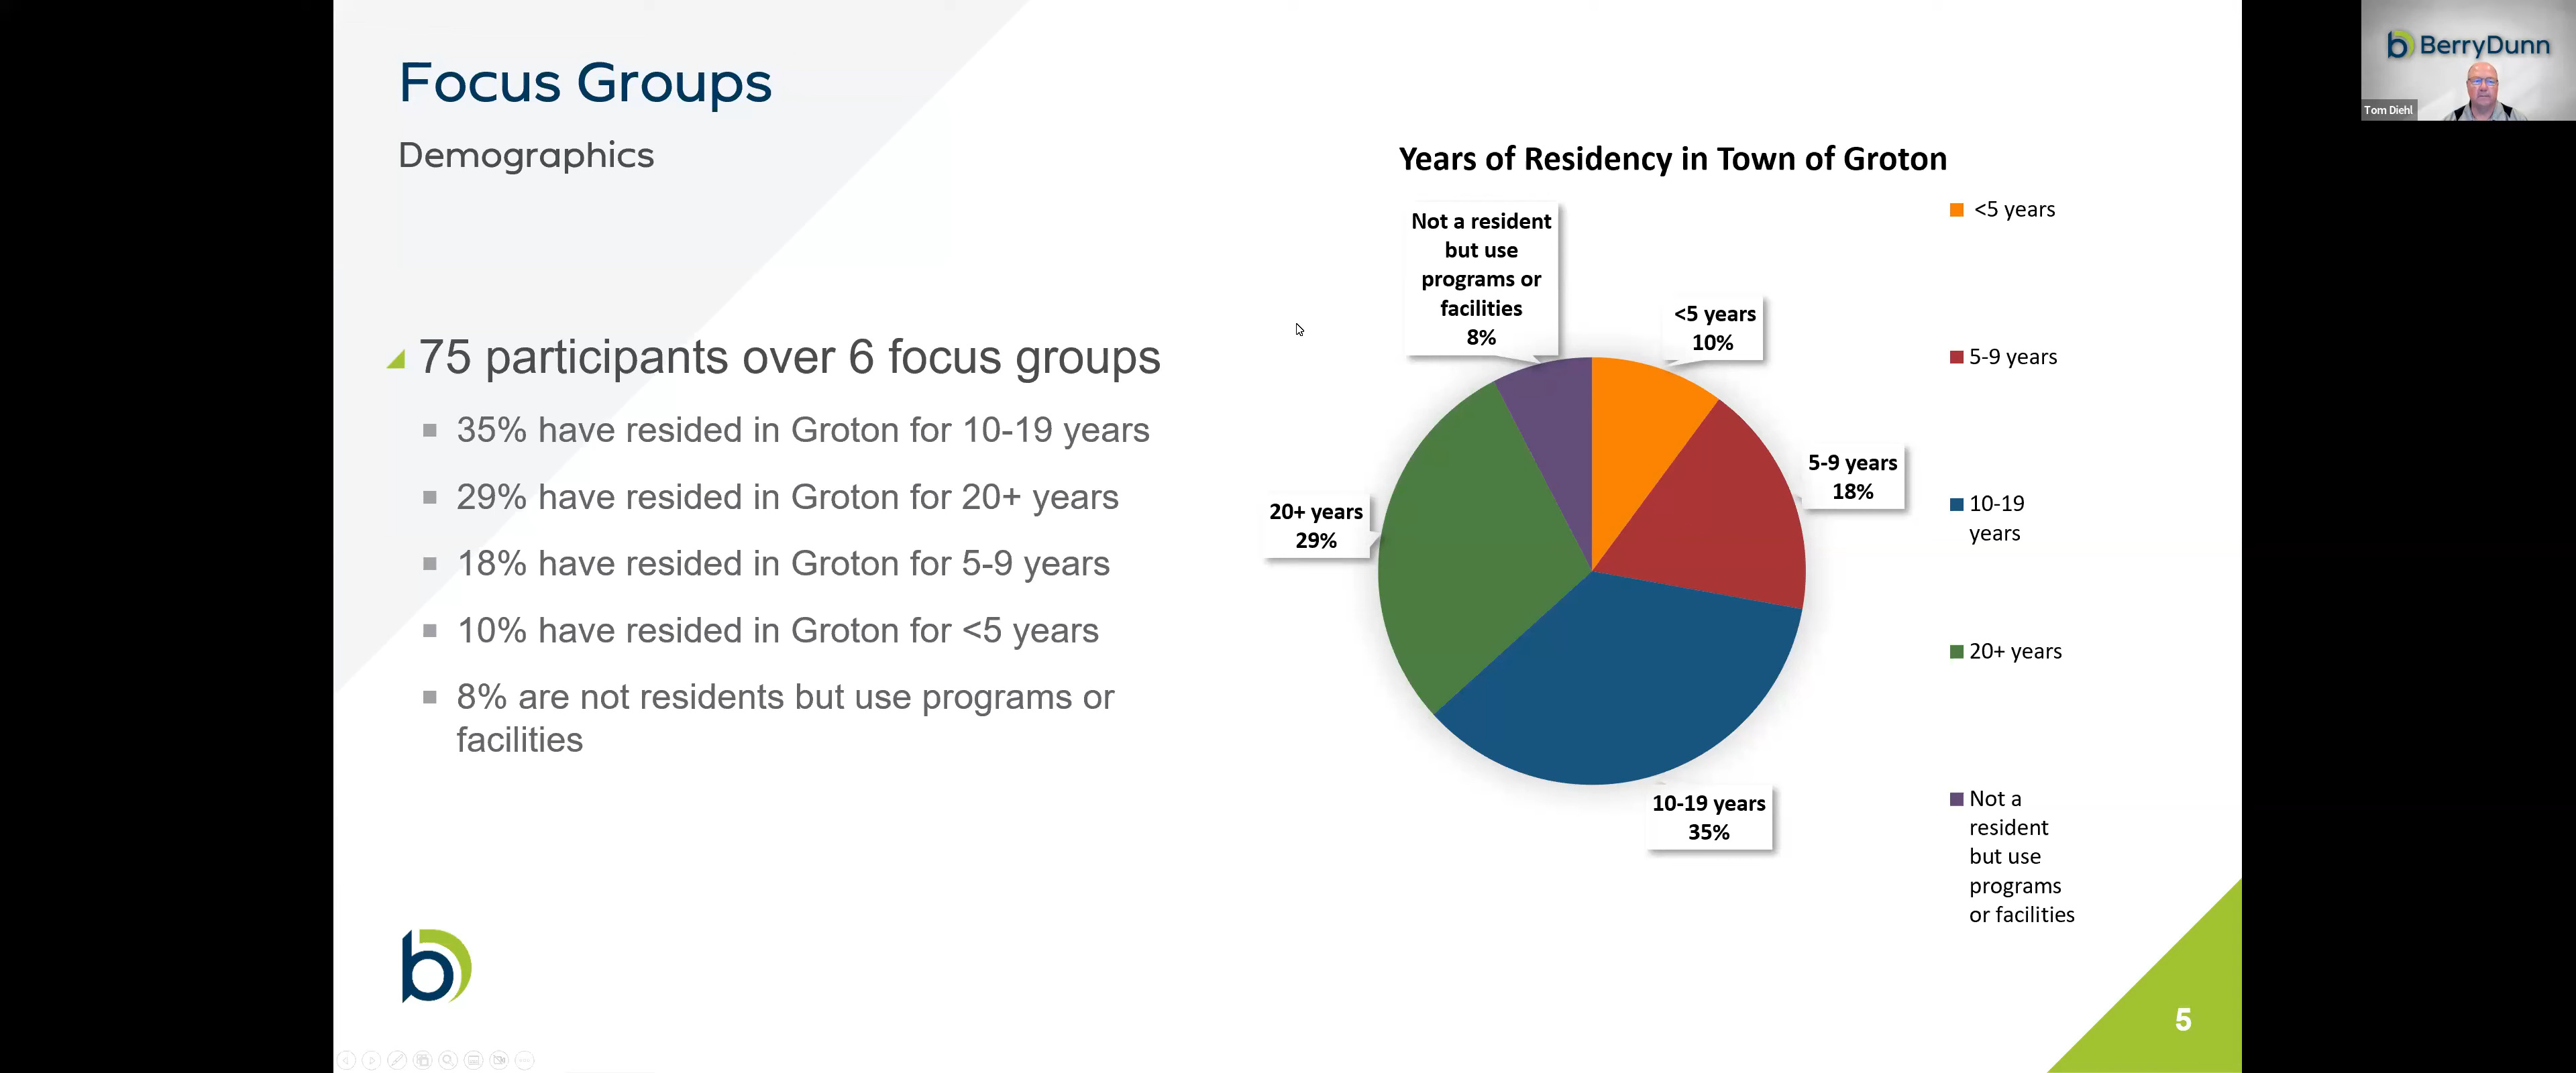 Focus Groups
Demographics
75 participants over 6 focus groups
35% have resided in Groton for 10-19 years
29% have resided in Groton for 20+ years
18% have resided in Groton for 5-9 years
10% have resided in Groton for <5 years
8% are not residents but use programs or
facilities
Years of Residency in Town of Groton
Not a resident
but use
programs or
facilities
8%
<5 years
10%
5-9 years
18%
20+ years
29%
10-19 years
35%
<5 years
5-9 years
10-19
years
20+ years
Not a
resident
but use
programs
or facilities
5
BerryDunn
Tom Diehl